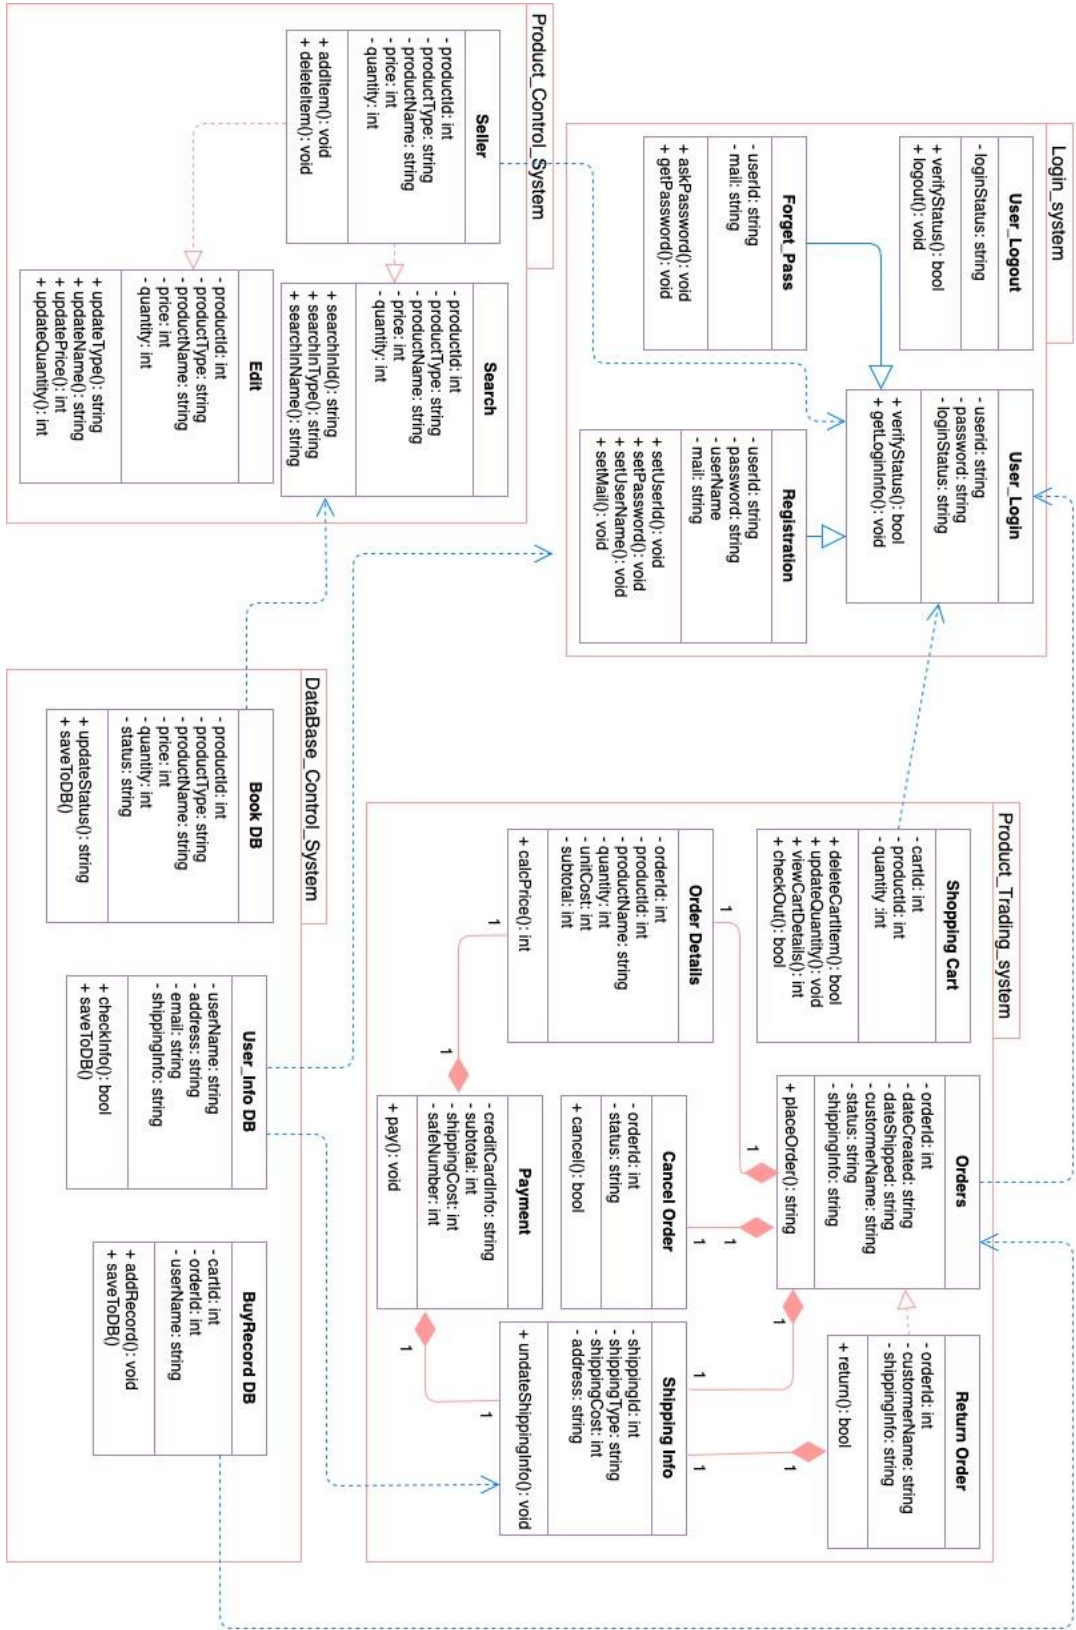 Login_system
User_Logout
- loginStatus: string
+ verifyStatus(): bool
+ logout(): void
User_Login
- userid: string
- password: string
- loginStatus: string
+ verifyStatus(): bool
+ getLoginInfo(): void
Forget_Pass
- userId: string
- mail: string
+ askPassword(): void
+ getPassword(): void
Registration
- userId: string
- password: string
- userName
- mail: string
+ setUserId(): void
+ setPassword(): void
+ setUserName(): void
+ setMail(): void
Product_Trading_system
Shopping Cart
- cartId: int
- productId: int
- quantity :int
+ deleteCartItem(): bool
+ updateQuantity(): void
+ viewCartDetails(): int
+ checkOut(): bool
Orders
- orderId: int
- dateCreated: string
- dateShipped: string
- custormerName: string
- status: string
- shippingInfo: string
+ placeOrder(): string
Return Order
- orderId: int
- custormerName: string
- shippingInfo: string
+ return(): bool
1
1
1
1
1
1
1
1
Order Details
- orderId: int
- productId: int
- productName: string
- quantity: int
- unitCost: int
- subtotal: int
+ calcPrice(): int
Cancel Order
- orderId: int
- status: string
+ cancel(): bool
Shipping Info
- shippingId: int
- shippingType: string
- shippingCost: int
- address: string
+ undateShippingInfo(): void
1
1
1
1
Payment
- creditCardInfo: string
- subtotal: int
- shippingCost: int
- safeNumber: int
+ pay(): void
Product_Control_System
Seller
- productId: int
- productType: string
- productName: string
- price: int
- quantity: int
+ addItem(): void
+ deleteItem(): void
Search
- productId: int
- productType: string
- productName: string
- price: int
- quantity: int
+ searchInId(): string
+ searchInType(): string
+ searchInName(): string
Edit
- productId: int
- productType: string
- productName: string
- price: int
- quantity: int
+ updateType(): string
+ updateName(): string
+ updatePrice(): int
+ updateQuantity(): int
DataBase_Control_System
Book DB
- productId: int
- productType: string
- productName: string
- price: int
- quantity: int
- status: string
+ updateStatus(): string
+ saveToDB()
User_Info DB
- userName: string
- address: string
- email: string
- shippingInfo: string
+ checkInfo(): bool
+ saveToDB()
BuyRecord DB
- cartId: int
- orderId: int
- userName: string
+ addRecord(): void
+ saveToDB()